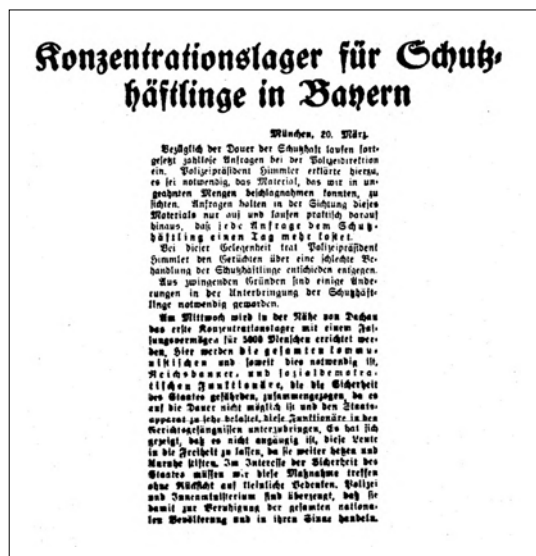 Konzentrationslager für Schutz-
häftlinge in Bayern
München, 20. März.
Bezüglich der Dauer der Schutzhaft laufen fort-
gesetzt zahllose Anfragen bei der Polizeidirektion
ein. Polizeipräsident Himmler erklärte hierzu,
es sei notwendig, das Material, das wir in un-
geahnten Mengen beschlagnahmen konnten, zu
sichten. Anfragen halten in der Sichtung dieses
Materials nur auf und laufen praktisch darauf
hinaus, daß jede Anfrage dem Schutz-
häftling einen Tag mehr kostet.
Bei dieser Gelegenheit trat Polizeipräsident
Himmler den Gerüchten über eine schlechte Be-
handlung der Schutzhäftlinge entschieden entgegen.
Aus zwingenden Gründen sind einige Ände-
rungen in der Unterbringung der Schutzhäft-
linge notwendig geworden.
Am Mittwoch wird in der Nähe von Dachau
das erste Konzentrationslager mit einem Fas-
sungsvermögen für 5000 Menschen errichtet wer-
den. Hier werden die gesamten kommu-
nistischen und soweit dies notwendig ist,
Reichsbanner- und sozialdemokra-
tischen Funktionäre, die die Sicherheit
des Staates gefährden, zusammengezogen, da es
auf die Dauer nicht möglich ist und den Staats-
apparat zu sehr belastet, diese Funktionäre in den
Gerichtsgefängnissen unterzubringen. Es hat sich
gezeigt, daß es nicht angängig ist, diese Leute
in die Freiheit zu lassen, da sie weiter hetzen und
Unruhe stiften. Im Interesse der Sicherheit des
Staates müssen wir diese Maßnahme treffen
ohne Rücksicht auf kleinliche Bedenken. Polizei
und Innenministerium sind überzeugt, daß sie
damit zur Beruhigung der gesamten nationa-
len Bevölkerung und in ihrem Sinne handeln.